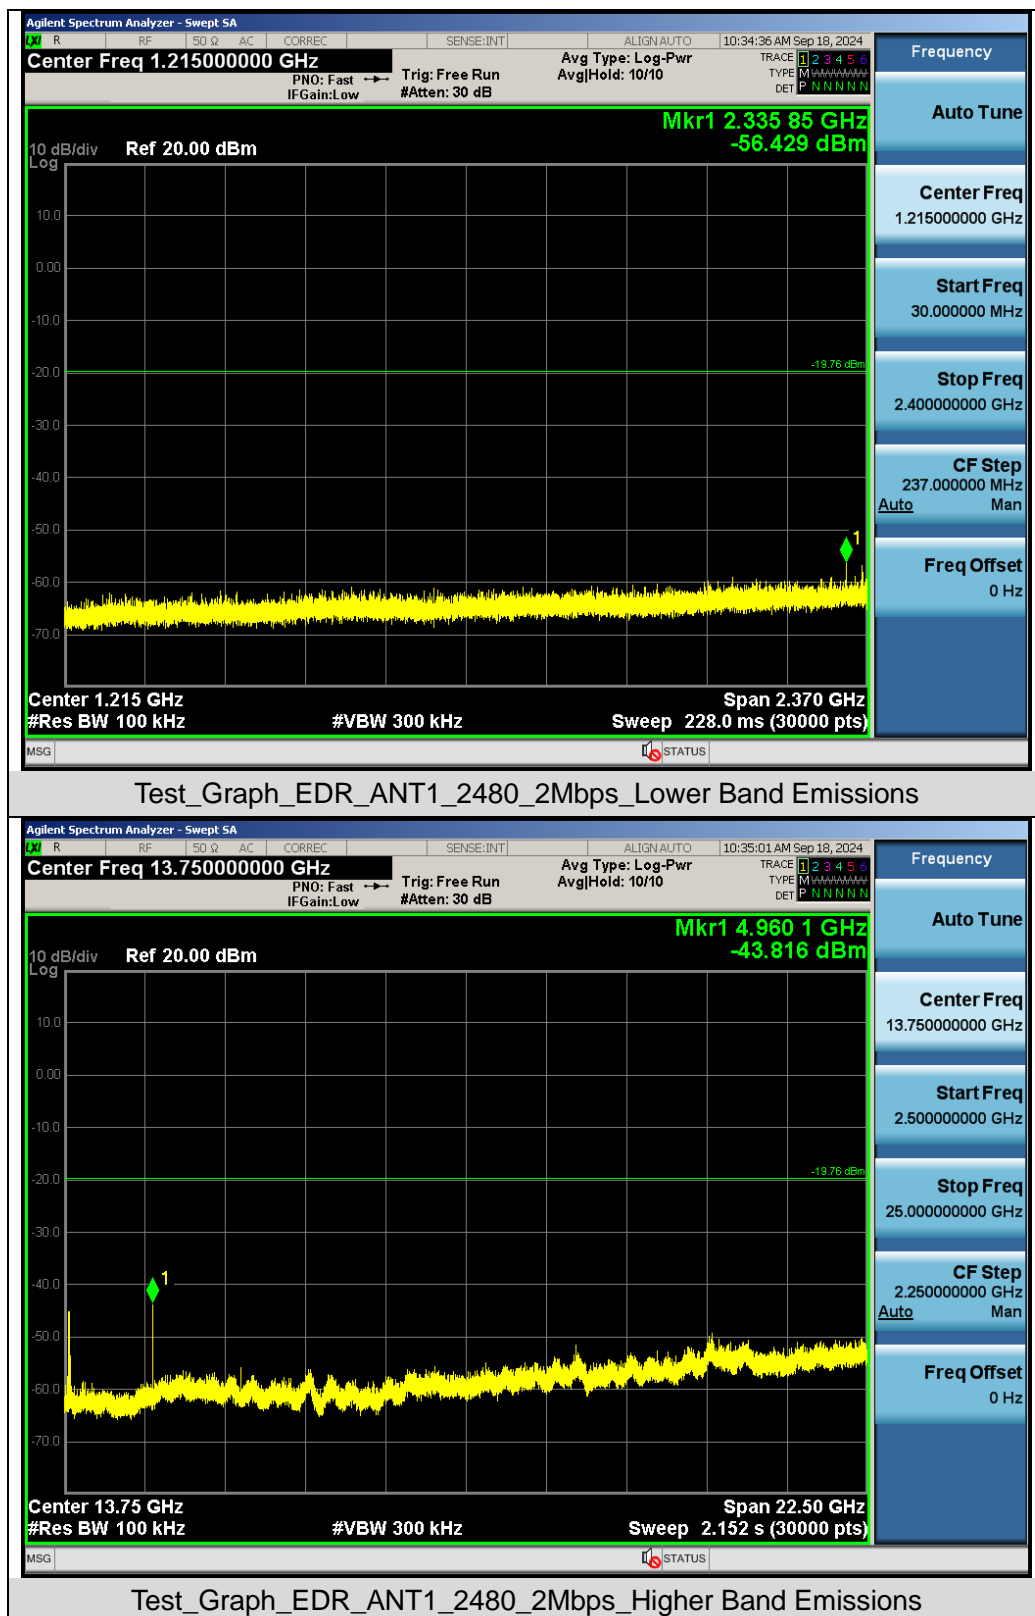 Agilent Spectrum Analyzer - Swept SA
LXI R RF 50 Ω AC CORREC SENSE:INT ALIGN AUTO 10:34:36 AM Sep 18, 2024
Center Freq 1.215000000 GHz
PNO: Fast
IFGain:Low
Trig: Free Run
#Atten: 30 dB
Avg Type: Log-Pwr
Avg|Hold: 10/10
TRACE 1 2 3 4 5 6
TYPE M
DET P N N N N N
Mkr1 2.335 85 GHz
-56.429 dBm
10 dB/div Ref 20.00 dBm
Log
10.0
0.00
-10.0
-20.0
-30.0
-40.0
-50.0
-60.0
-70.0
-19.76 dBm
1
Center 1.215 GHz Span 2.370 GHz
#Res BW 100 kHz #VBW 300 kHz Sweep 228.0 ms (30000 pts)
MSG STATUS
Frequency
Auto Tune
Center Freq
1.215000000 GHz
Start Freq
30.000000 MHz
Stop Freq
2.400000000 GHz
CF Step
237.000000 MHz
Auto Man
Freq Offset
0 Hz
Test_Graph_EDR_ANT1_2480_2Mbps_Lower Band Emissions
Agilent Spectrum Analyzer - Swept SA
LXI R RF 50 Ω AC CORREC SENSE:INT ALIGN AUTO 10:35:01 AM Sep 18, 2024
Center Freq 13.750000000 GHz
PNO: Fast
IFGain:Low
Trig: Free Run
#Atten: 30 dB
Avg Type: Log-Pwr
Avg|Hold: 10/10
TRACE 1 2 3 4 5 6
TYPE M
DET P N N N N N
Mkr1 4.960 1 GHz
-43.816 dBm
10 dB/div Ref 20.00 dBm
Log
10.0
0.00
-10.0
-20.0
-30.0
-40.0
-50.0
-60.0
-70.0
-19.76 dBm
1
Center 13.75 GHz Span 22.50 GHz
#Res BW 100 kHz #VBW 300 kHz Sweep 2.152 s (30000 pts)
MSG STATUS
Frequency
Auto Tune
Center Freq
13.750000000 GHz
Start Freq
2.500000000 GHz
Stop Freq
25.000000000 GHz
CF Step
2.250000000 GHz
Auto Man
Freq Offset
0 Hz
Test_Graph_EDR_ANT1_2480_2Mbps_Higher Band Emissions